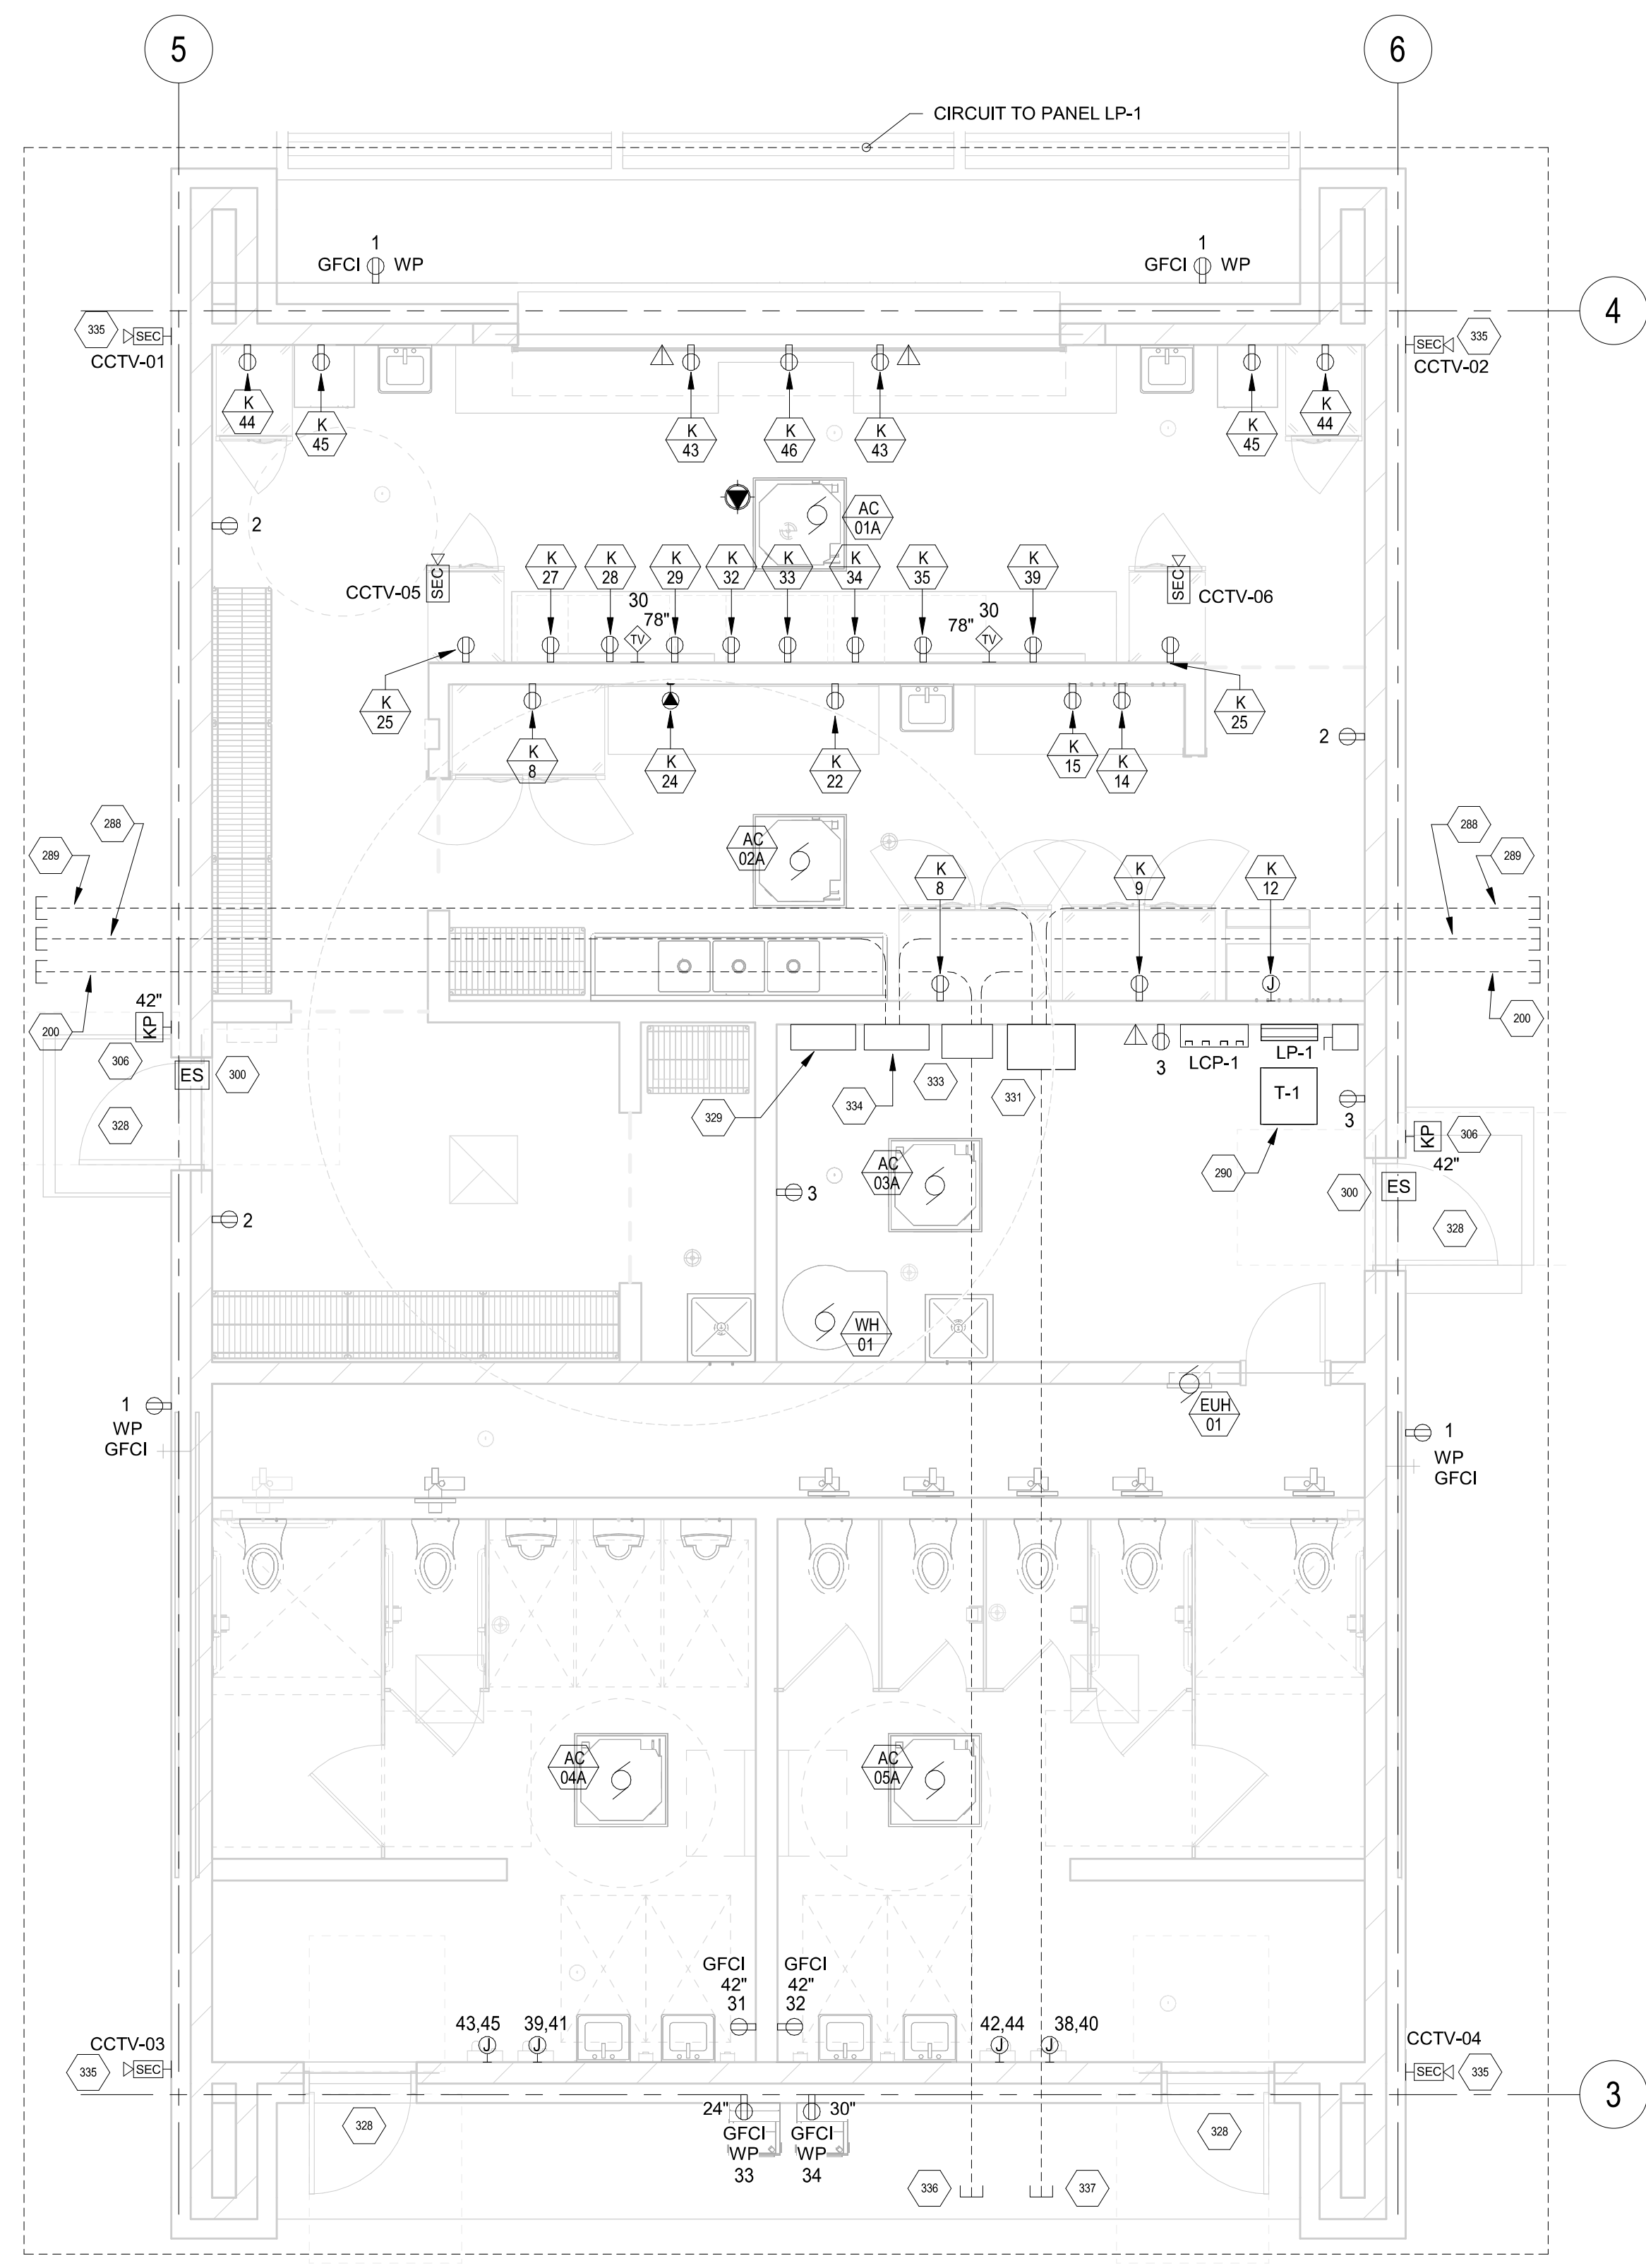 5
6
CIRCUIT TO PANEL LP-1
1
GFCI WP
1
GFCI WP
4
335
SEC
CCTV-01
SEC
335
CCTV-02
K
44
K
45
K
43
K
46
K
43
K
45
K
44
2
AC
01A
CCTV-05
SEC
K
27
K
28
K
29
K
32
K
33
K
34
K
35
K
39
SEC
CCTV-06
30
78"
TV
30
78"
TV
K
25
K
8
K
24
K
22
K
15
K
14
K
25
2
288
289
AC
02A
K
8
K
9
K
12
288
289
J
200
42"
KP
306
ES
300
328
200
329
334
333
331
3
LCP-1
LP-1
T-1
3
290
KP
306
42"
300
ES
328
AC
03A
3
2
WH
01
EUH
01
1
WP
GFCI
1
WP
GFCI
AC
04A
AC
05A
GFCI
42"
31
GFCI
42"
32
43,45
J
39,41
J
42,44
J
38,40
J
CCTV-03
335
SEC
CCTV-04
SEC
335
3
328
24"
GFCI
WP
33
30"
GFCI
WP
34
328
336
337